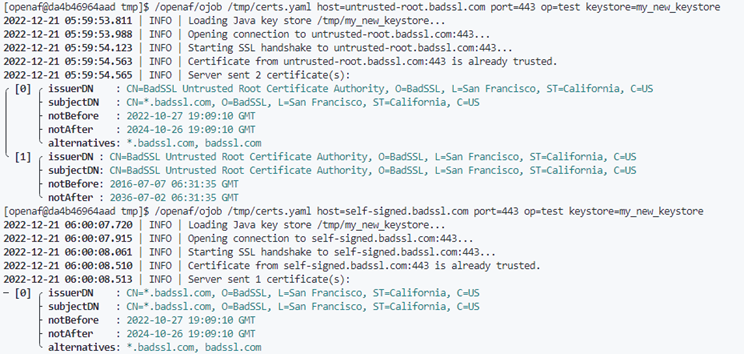 [openaf@da4b46964aad tmp]$ /openaf/ojob /tmp/certs.yaml host=untrusted-root.badssl.com port=443 op=test keystore=my_new_keystore
2022-12-21 05:59:53.811 | INFO | Loading Java key store /tmp/my_new_keystore...
2022-12-21 05:59:53.988 | INFO | Opening connection to untrusted-root.badssl.com:443...
2022-12-21 05:59:54.123 | INFO | Starting SSL handshake to untrusted-root.badssl.com:443...
2022-12-21 05:59:54.563 | INFO | Certificate from untrusted-root.badssl.com:443 is already trusted.
2022-12-21 05:59:54.565 | INFO | Server sent 2 certificate(s):
[0] issuerDN : CN=BadSSL Untrusted Root Certificate Authority, O=BadSSL, L=San Francisco, ST=California, C=US
subjectDN : CN=*.badssl.com, O=BadSSL, L=San Francisco, ST=California, C=US
notBefore : 2022-10-27 19:09:10 GMT
notAfter : 2024-10-26 19:09:10 GMT
alternatives: *.badssl.com, badssl.com
[1] issuerDN : CN=BadSSL Untrusted Root Certificate Authority, O=BadSSL, L=San Francisco, ST=California, C=US
subjectDN: CN=BadSSL Untrusted Root Certificate Authority, O=BadSSL, L=San Francisco, ST=California, C=US
notBefore: 2016-07-07 06:31:35 GMT
notAfter : 2036-07-02 06:31:35 GMT
[openaf@da4b46964aad tmp]$ /openaf/ojob /tmp/certs.yaml host=self-signed.badssl.com port=443 op=test keystore=my_new_keystore
2022-12-21 06:00:07.720 | INFO | Loading Java key store /tmp/my_new_keystore...
2022-12-21 06:00:07.915 | INFO | Opening connection to self-signed.badssl.com:443...
2022-12-21 06:00:08.061 | INFO | Starting SSL handshake to self-signed.badssl.com:443...
2022-12-21 06:00:08.510 | INFO | Certificate from self-signed.badssl.com:443 is already trusted.
2022-12-21 06:00:08.513 | INFO | Server sent 1 certificate(s):
[0] issuerDN : CN=*.badssl.com, O=BadSSL, L=San Francisco, ST=California, C=US
subjectDN : CN=*.badssl.com, O=BadSSL, L=San Francisco, ST=California, C=US
notBefore : 2022-10-27 19:09:10 GMT
notAfter : 2024-10-26 19:09:10 GMT
alternatives: *.badssl.com, badssl.com